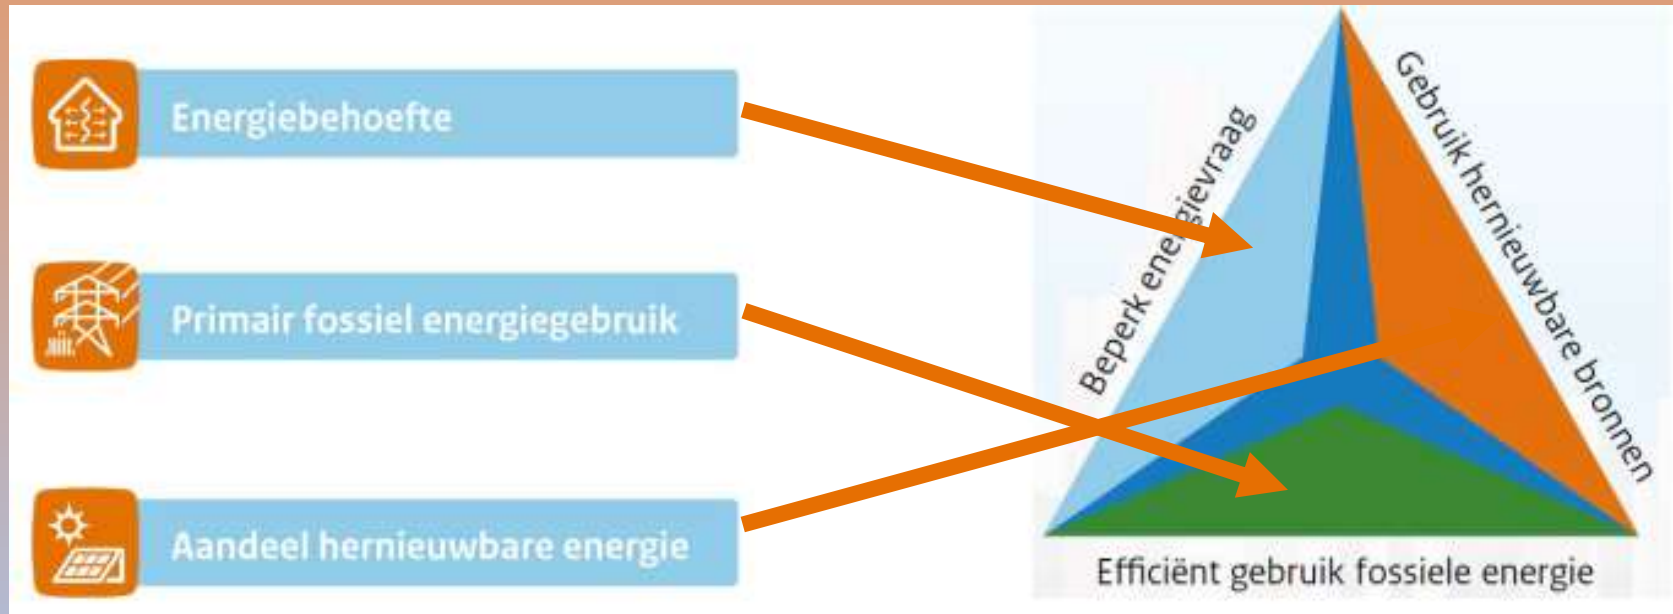 Energiebehoefte
Primair fossiel energiegebruik
Aandeel hernieuwbare energie
Beperk energievraag
Gebruik hernieuwbare bronnen
Efficiënt gebruik fossiele energie